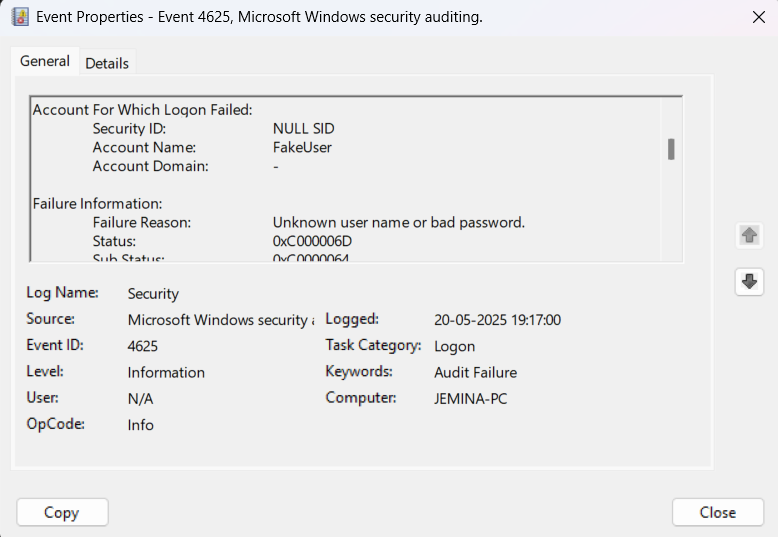 Event Properties - Event 4625, Microsoft Windows security auditing.
General Details
Account For Which Logon Failed:
Security ID: NULL SID
Account Name: FakeUser
Account Domain: -
Failure Information:
Failure Reason: Unknown user name or bad password.
Status: 0xC000006D
Sub Status: 0xC0000064
Log Name: Security
Source: Microsoft Windows security a Logged: 20-05-2025 19:17:00
Event ID: 4625 Task Category: Logon
Level: Information Keywords: Audit Failure
User: N/A Computer: JEMINA-PC
OpCode: Info
Copy Close